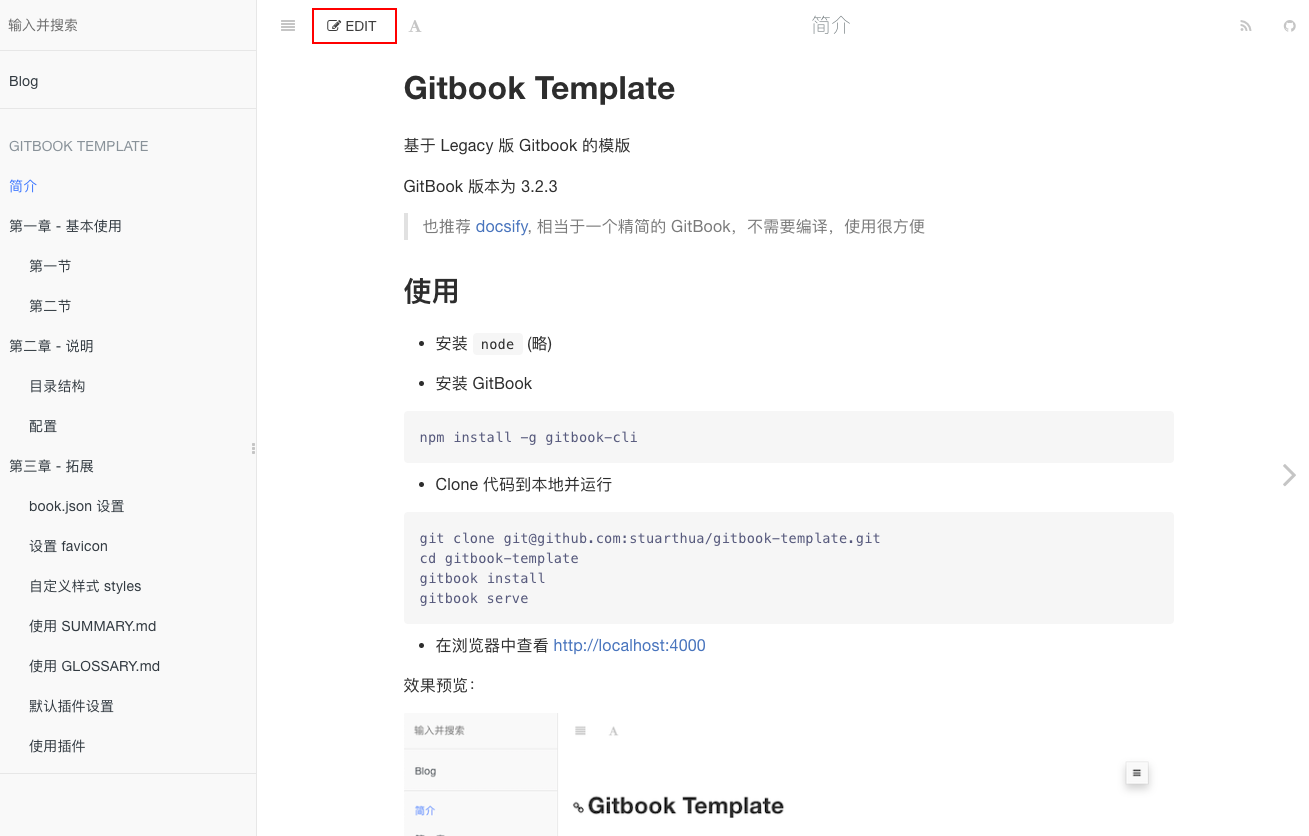 输入并搜索
Blog
GITBOOK TEMPLATE
简介
第一章 - 基本使用
第一节
第二节
第二章 - 说明
目录结构
配置
第三章 - 拓展
book.json 设置
设置 favicon
自定义样式 styles
使用 SUMMARY.md
使用 GLOSSARY.md
默认插件设置
使用插件
EDIT
A
简介
Gitbook Template
基于 Legacy 版 Gitbook 的模版
GitBook 版本为 3.2.3
也推荐 docsify, 相当于一个精简的 GitBook，不需要编译，使用很方便
使用
• 安装 node (略)
• 安装 GitBook
npm install -g gitbook-cli
• Clone 代码到本地并运行
git clone git@github.com:stuarthua/gitbook-template.git
cd gitbook-template
gitbook install
gitbook serve
• 在浏览器中查看 http://localhost:4000
效果预览：
输入并搜索
A
Blog
简介
Gitbook Template